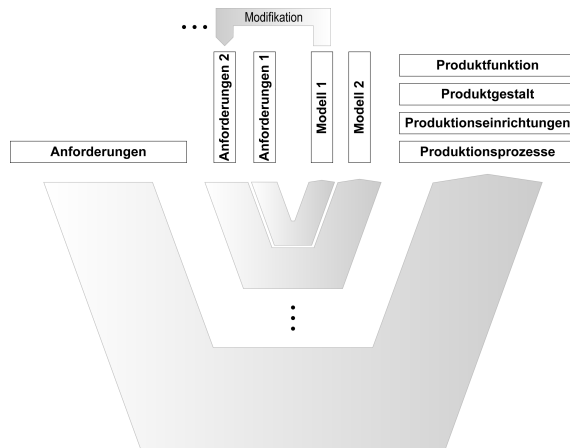 Modifikation
Anforderungen 2
Anforderungen 1
Modell 1
Modell 2
Produktfunktion
Produktgestalt
Produktionseinrichtungen
Produktionsprozesse
Anforderungen